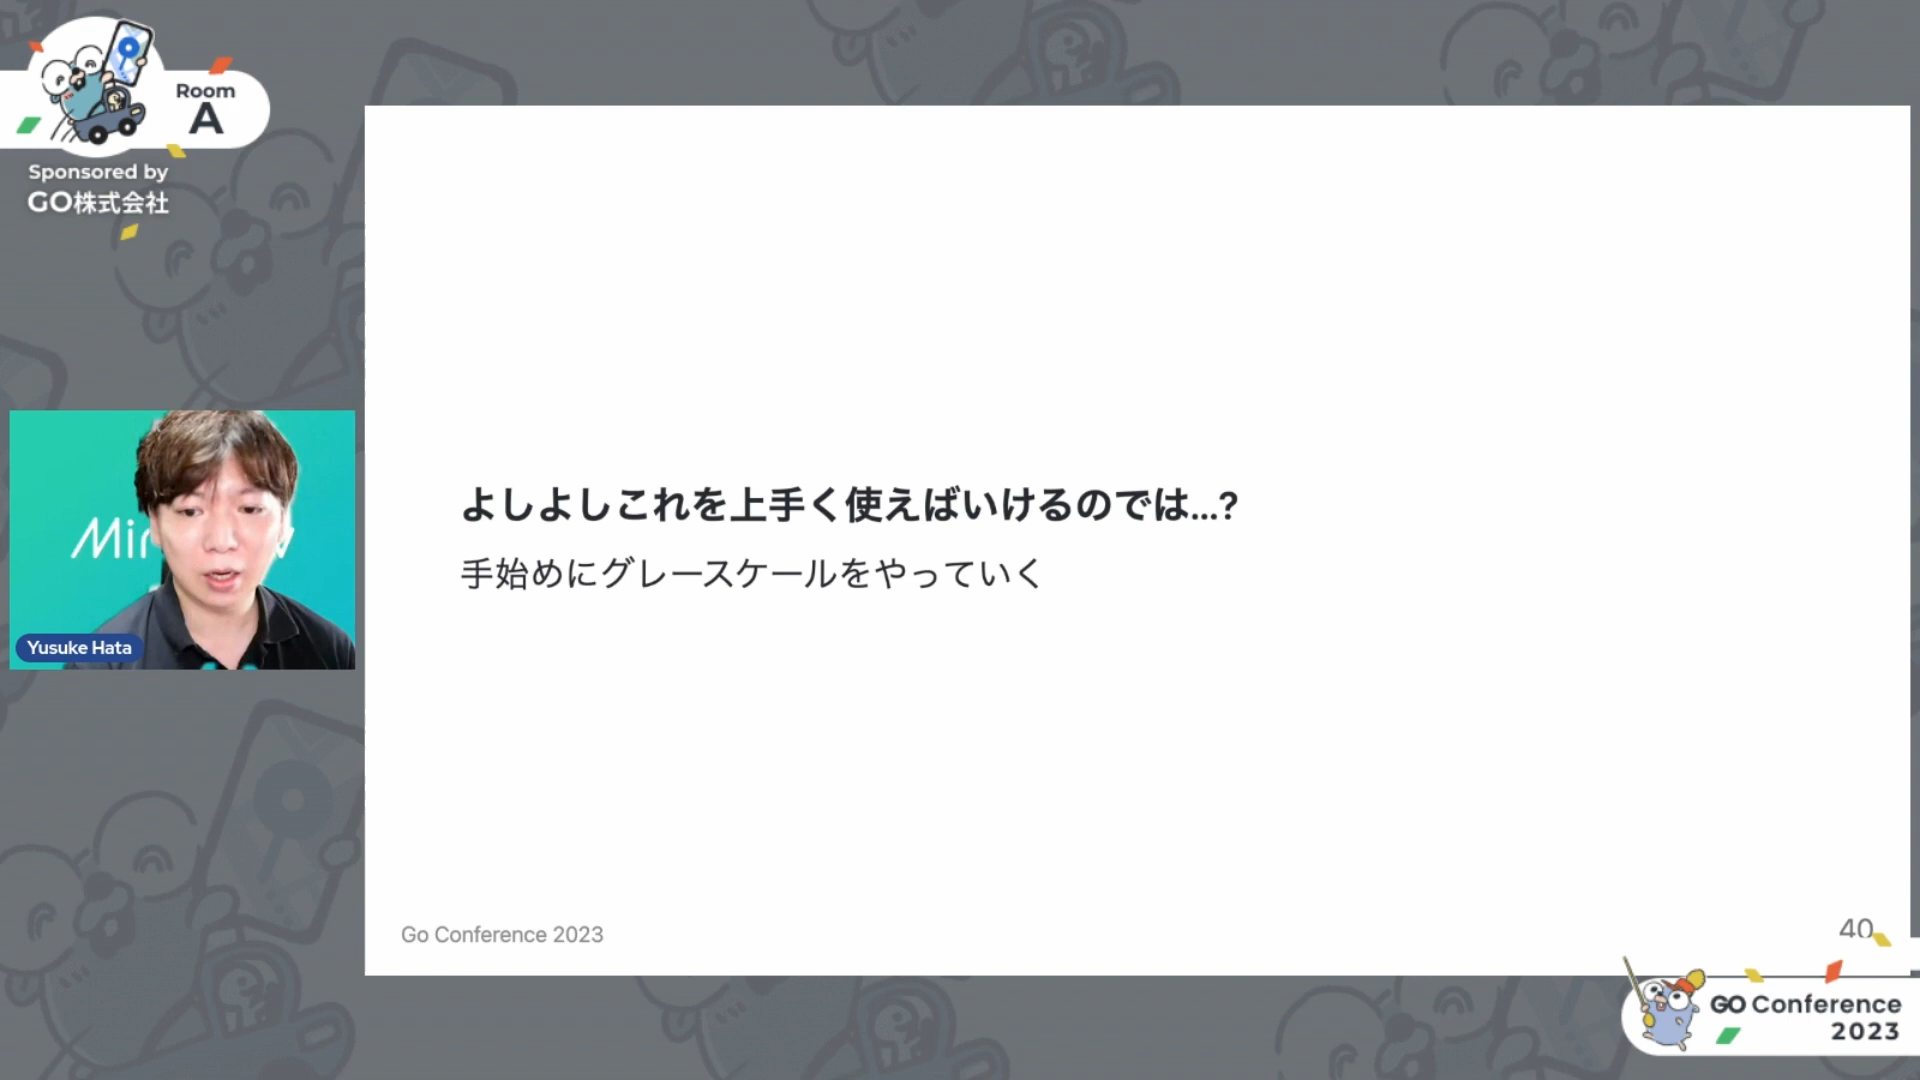 Room
A
Sponsored by
GO株式会社
よしよしこれを上手く使えばいけるのでは...?
手始めにグレースケールをやっていく
Mir
Yusuke Hata
Go Conference 2023
40
GO Conference
2023